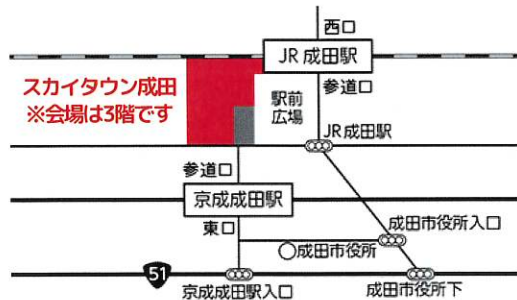 西口
JR成田駅
スカイタウン成田
※会場は3階です
駅前
広場
参道口
JR成田駅
参道口
京成成田駅
東口
成田市役所入口
成田市役所
51
京成成田駅入口
成田市役所下